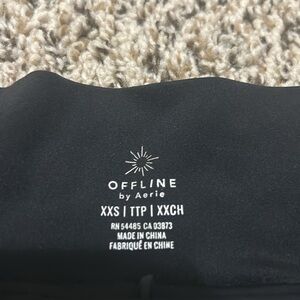 OFFLINE
by Aerie
XXS | TTP | XXCH
RN 54485 CA 03873
MADE IN CHINA
FABRIQUÉ EN CHINE